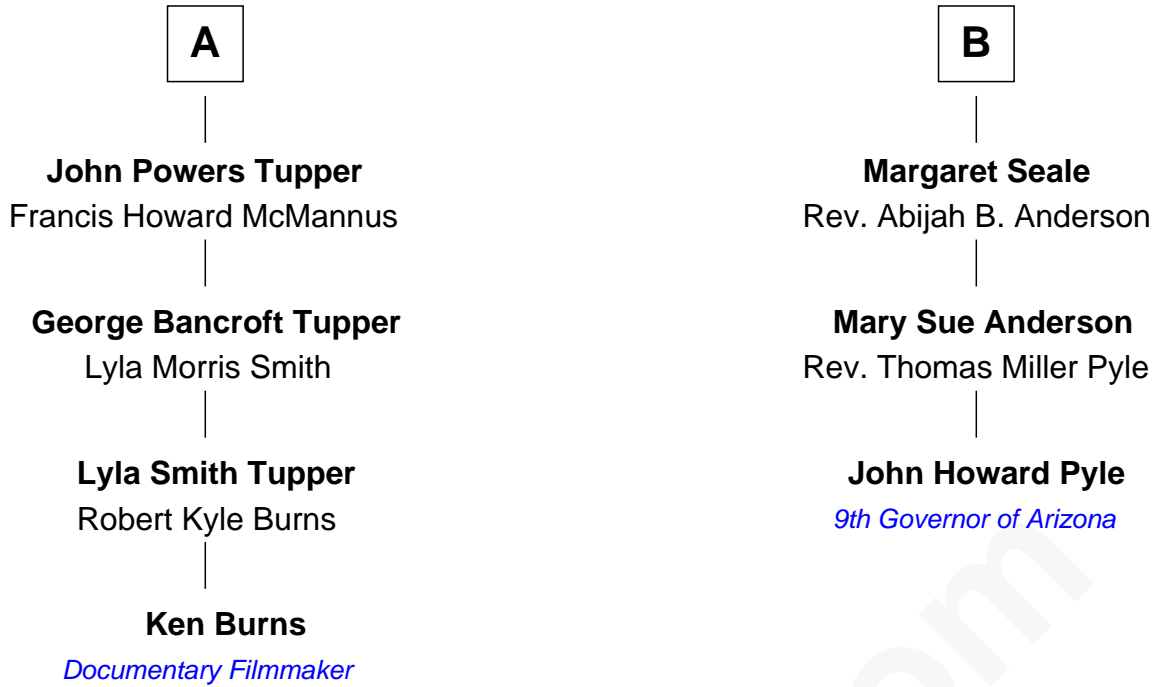 A
John Powers Tupper
Francis Howard McMannus
George Bancroft Tupper
Lyla Morris Smith
Lyla Smith Tupper
Robert Kyle Burns
Ken Burns
Documentary Filmmaker
B
Margaret Seale
Rev. Abijah B. Anderson
Mary Sue Anderson
Rev. Thomas Miller Pyle
John Howard Pyle
9th Governor of Arizona
om